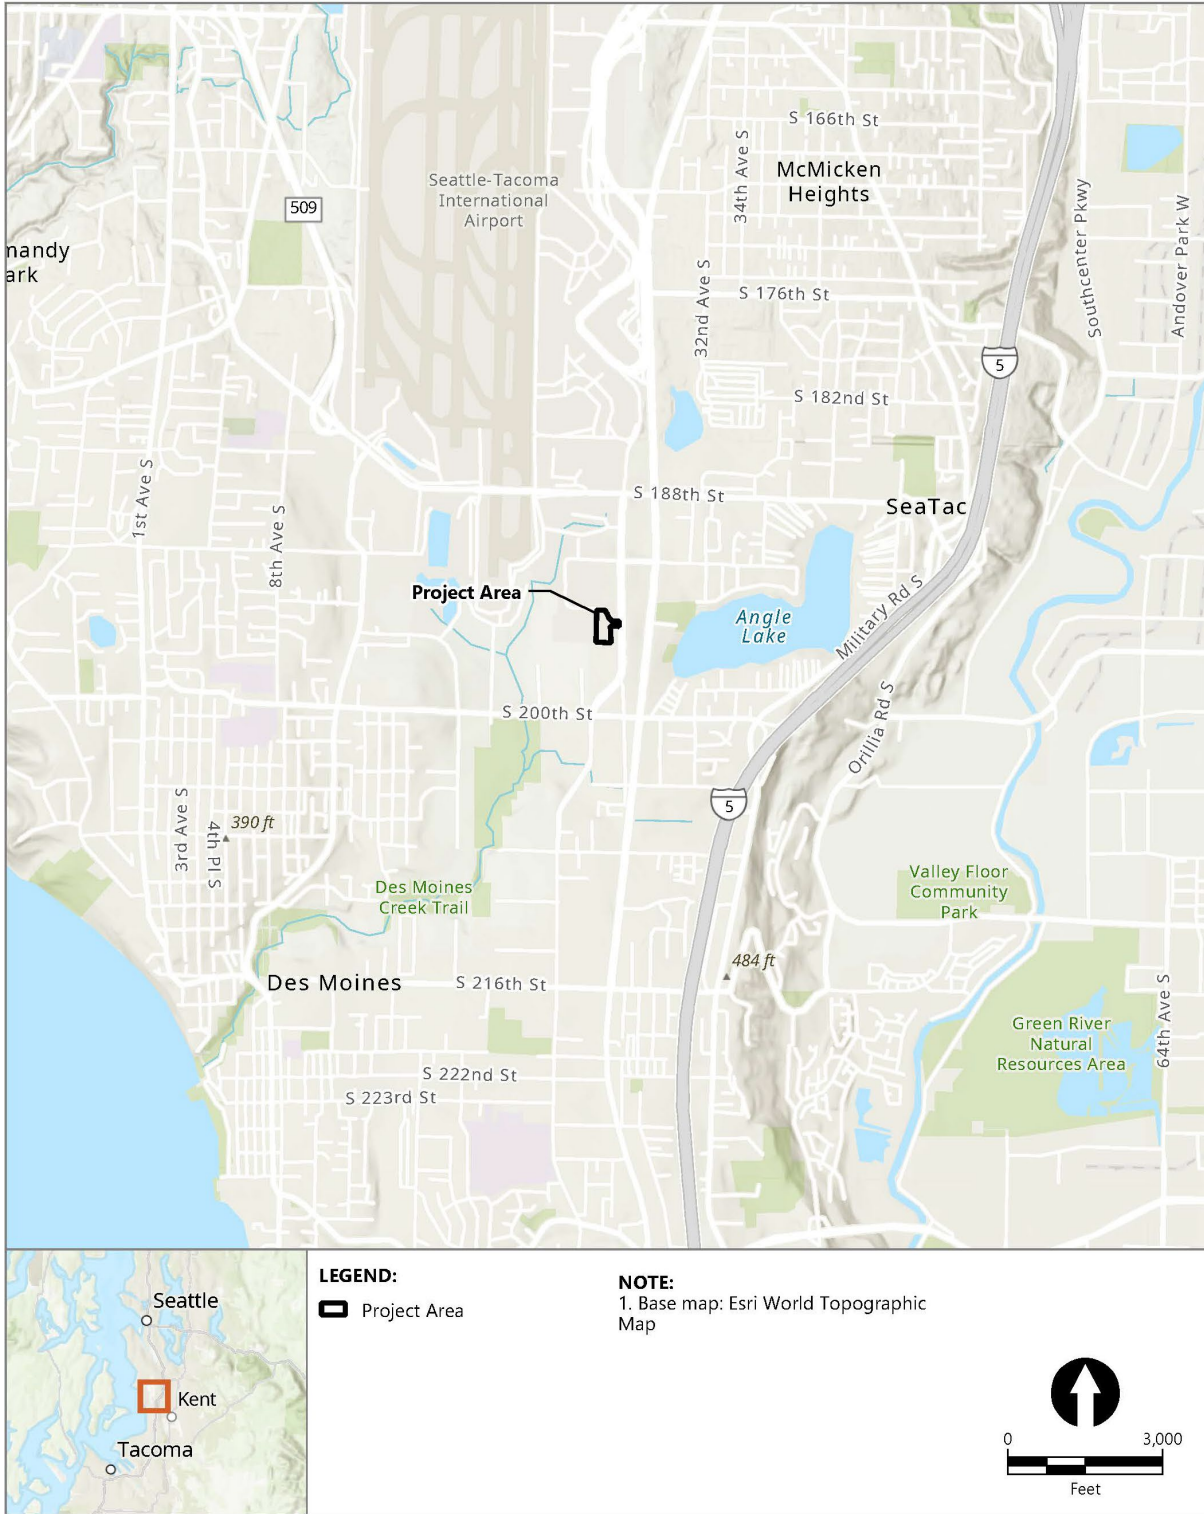 S 166th St
34th Ave S
McMicken
Heights
Seattle-Tacoma
International
Airport
509
mandy
ark
Southcenter Pkwy
Andover Park W
32nd Ave S
S 176th St
5
S 182nd St
1st Ave S
8th Ave S
S 188th St
SeaTac
Project Area
Angle
Lake
Military Rd S
S 200th St
Orillia Rd S
5
3rd Ave S
4th Pl S
390 ft
Des Moines
Creek Trail
Valley Floor
Community
Park
484 ft
Des Moines
S 216th St
Green River
Natural
Resources Area
64th Ave S
S 222nd St
S 223rd St
Seattle
Kent
Tacoma
LEGEND:
Project Area
NOTE:
1. Base map: Esri World Topographic
Map
0 3,000
Feet